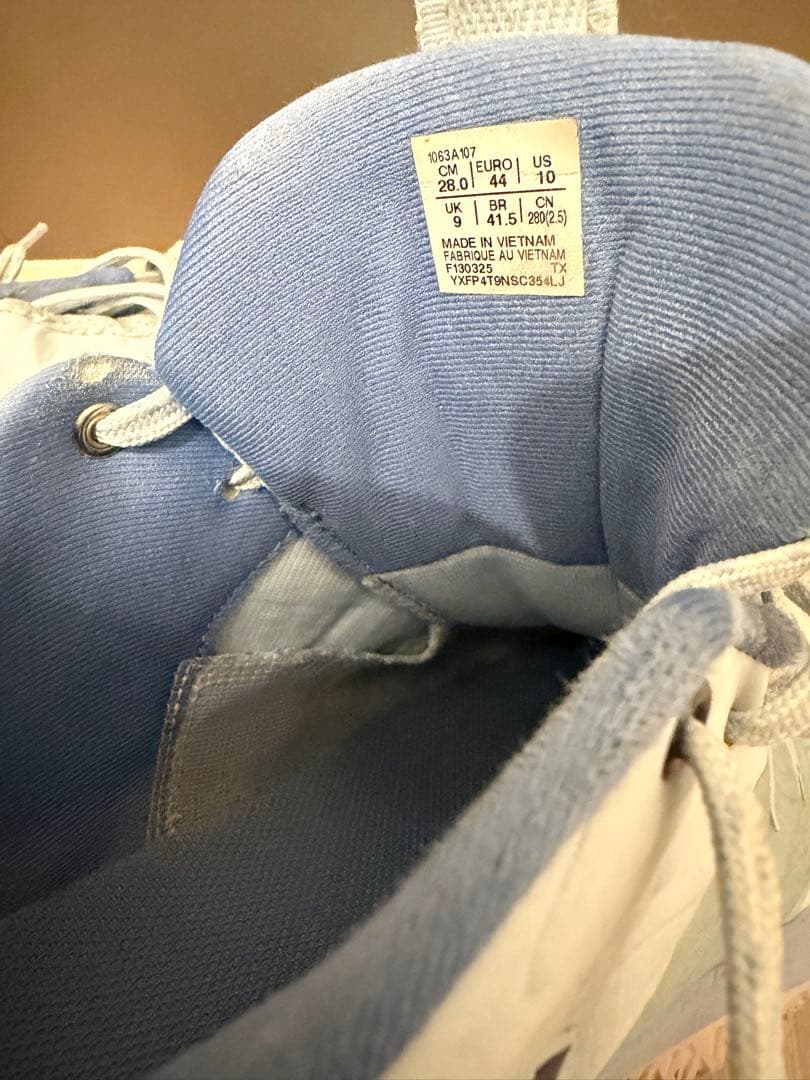 1063A107
CM | EURO | US
28.0 | 44 | 10
UK | BR | CN
9 | 41.5 | 280(2.5)
MADE IN VIETNAM
FABRIQUE AU VIETNAM
F130325 TX
YXFP4T9NSC354LJ